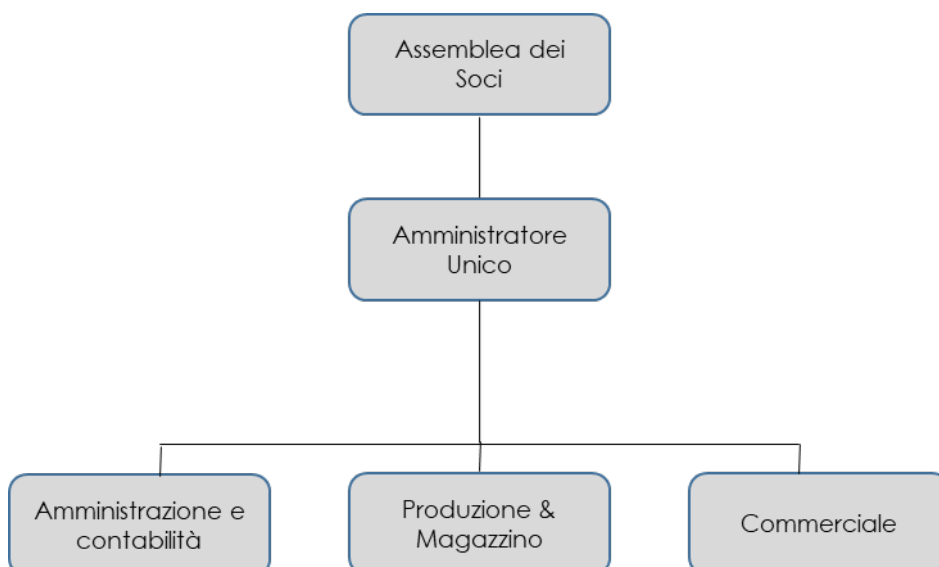 Assemblea dei
Soci
Amministratore
Unico
Amministrazione e
contabilità
Produzione &
Magazzino
Commerciale